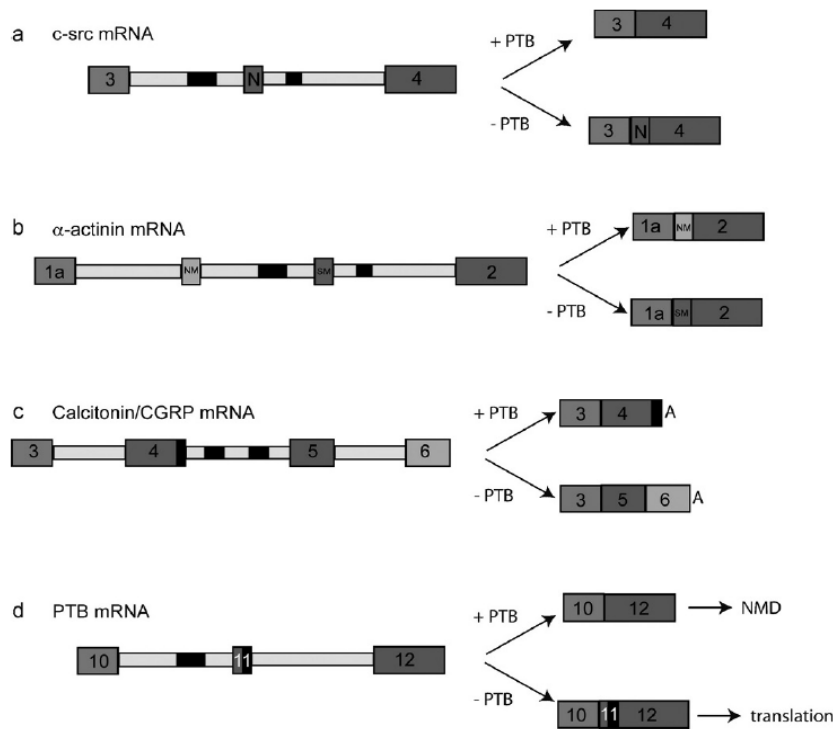 a c-src mRNA
+ PTB
3 4
3 N 4
- PTB
3 N 4
b α-actinin mRNA
+ PTB
1a NM 2
1a NM SM 2
- PTB
1a SM 2
c Calcitonin/CGRP mRNA
+ PTB
3 4 A
3 4 5 6
- PTB
3 5 6 A
d PTB mRNA
+ PTB
10 12 NMD
10 11 12
- PTB
10 11 12 translation